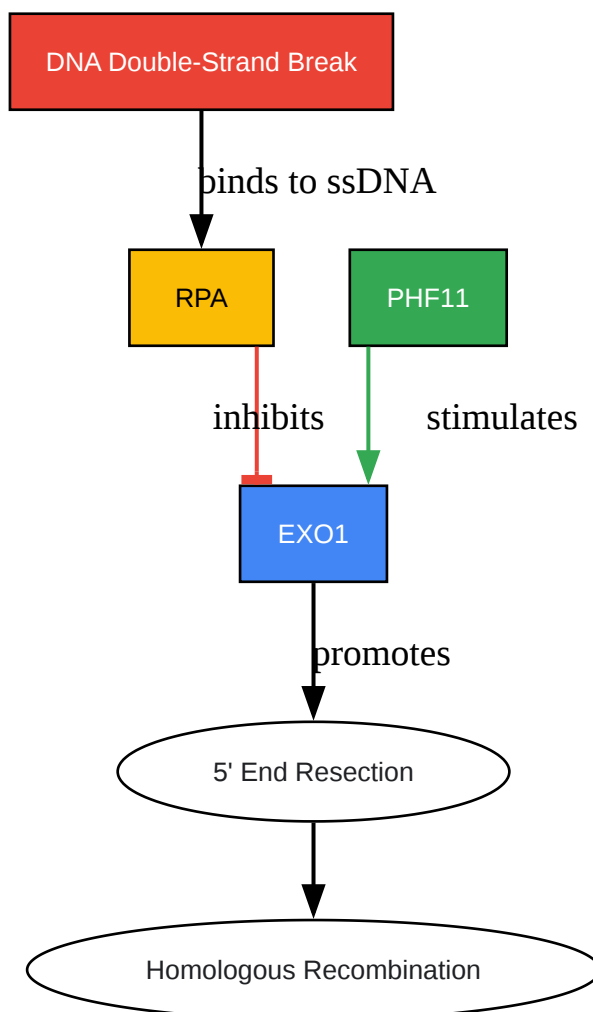 DNA Double-Strand Break
binds to ssDNA
RPA
PHF11
inhibits
stimulates
EXO1
promotes
5' End Resection
Homologous Recombination